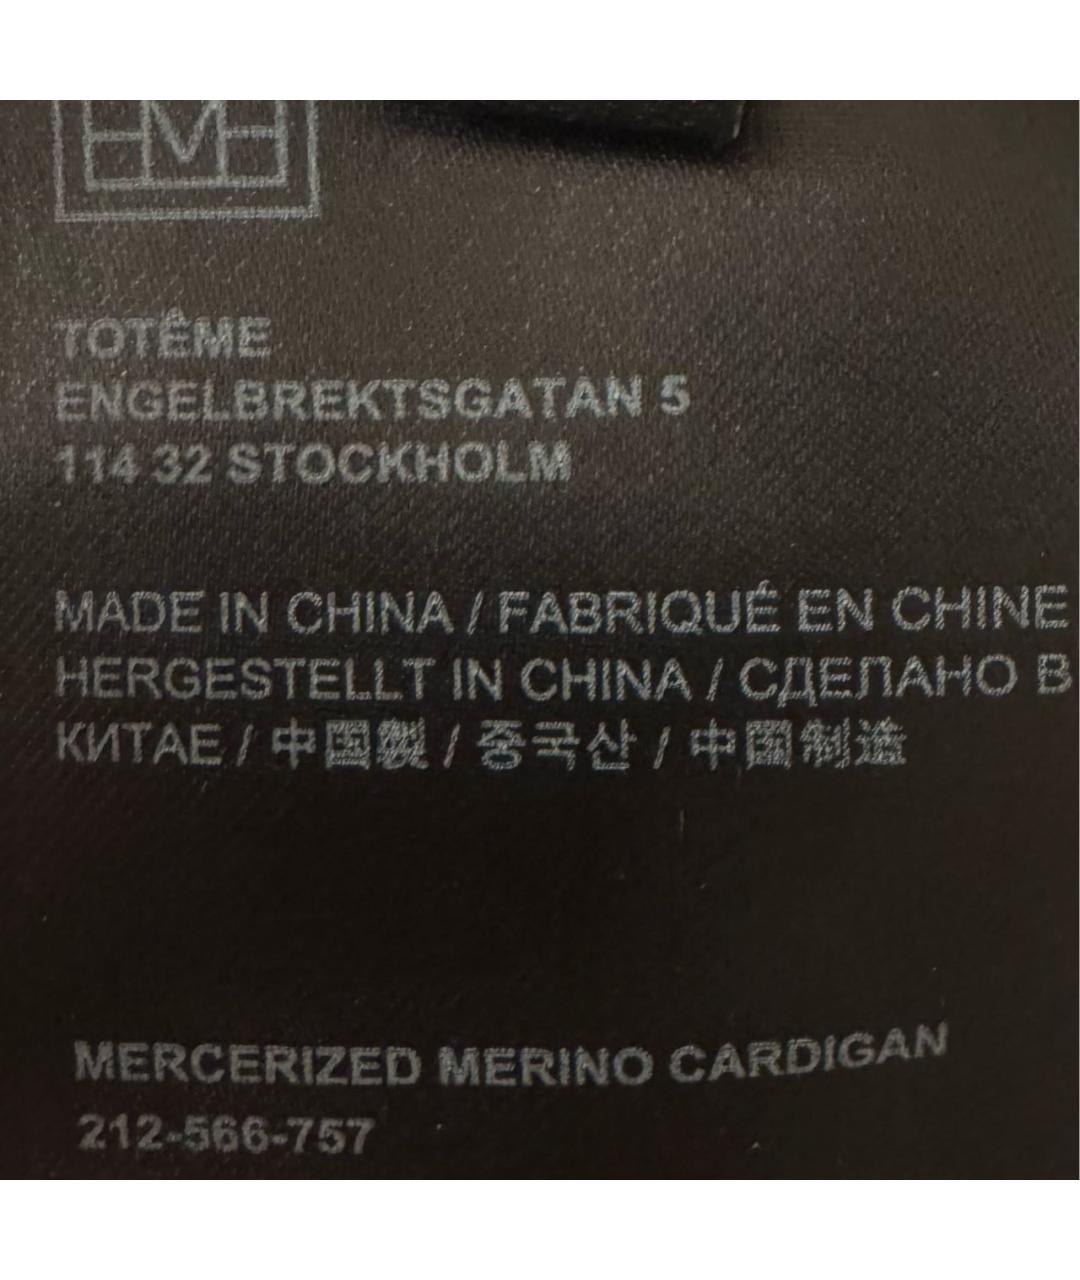 TOTÊME
ENGELBREKTSGATAN 5
114 32 STOCKHOLM
MADE IN CHINA / FABRIQUÉ EN CHINE
HERGESTELLT IN CHINA / СДЕЛАНО В
КИТАЕ / 中国製 / 중국산 / 中国制造
MERCERIZED MERINO CARDIGAN
212-566-757